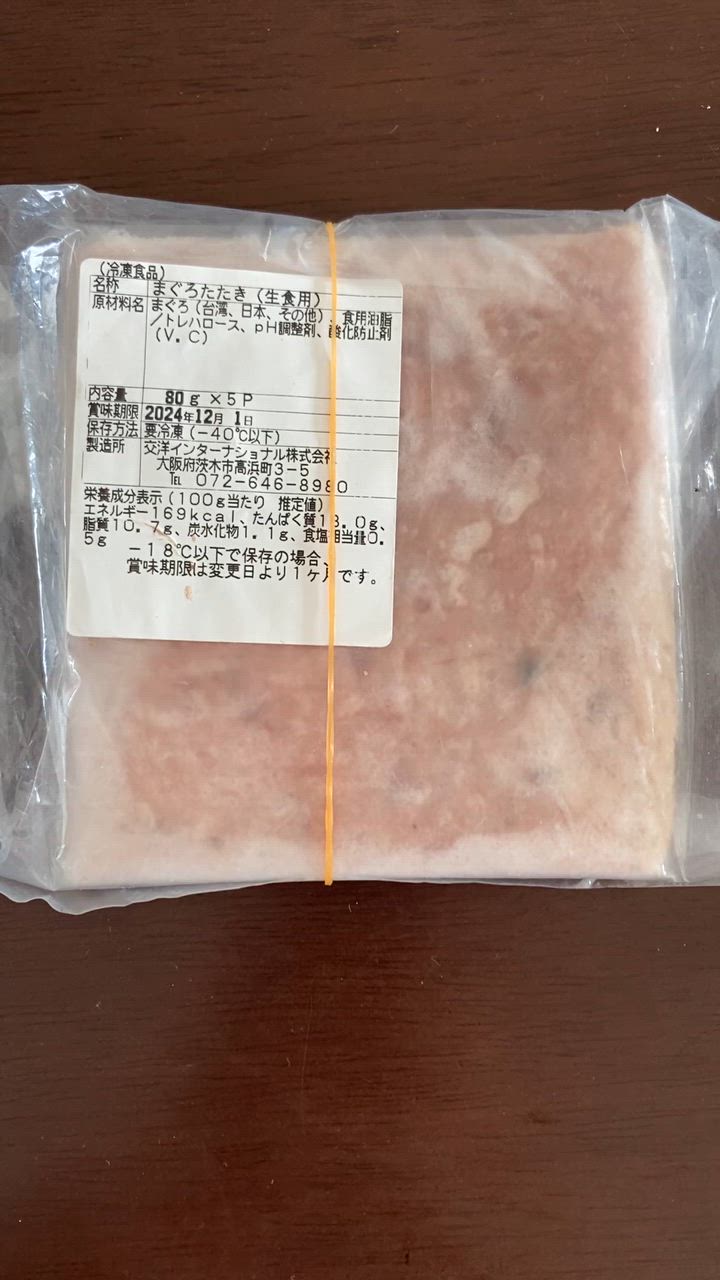 (冷凍食品)
名称 まぐろたたき(生食用)
原材料名 まぐろ(台湾、日本、その他)、食用油脂
/トレハロース、pH調整剤、酸化防止剤
(V.C)
内容量 80g×5P
賞味期限 2024年12月 1日
保存方法 要冷凍(-40℃以下)
製造所 交洋インターナショナル株式会社
大阪府茨木市高浜町3-5
℡ 072-646-8980
栄養成分表示(100g当たり 推定値)
エネルギー169kcal、たんぱく質18.0g、
脂質10.7g、炭水化物1.1g、食塩相当量0.
5g
-18℃以下で保存の場合、
賞味期限は変更日より1ヶ月です。